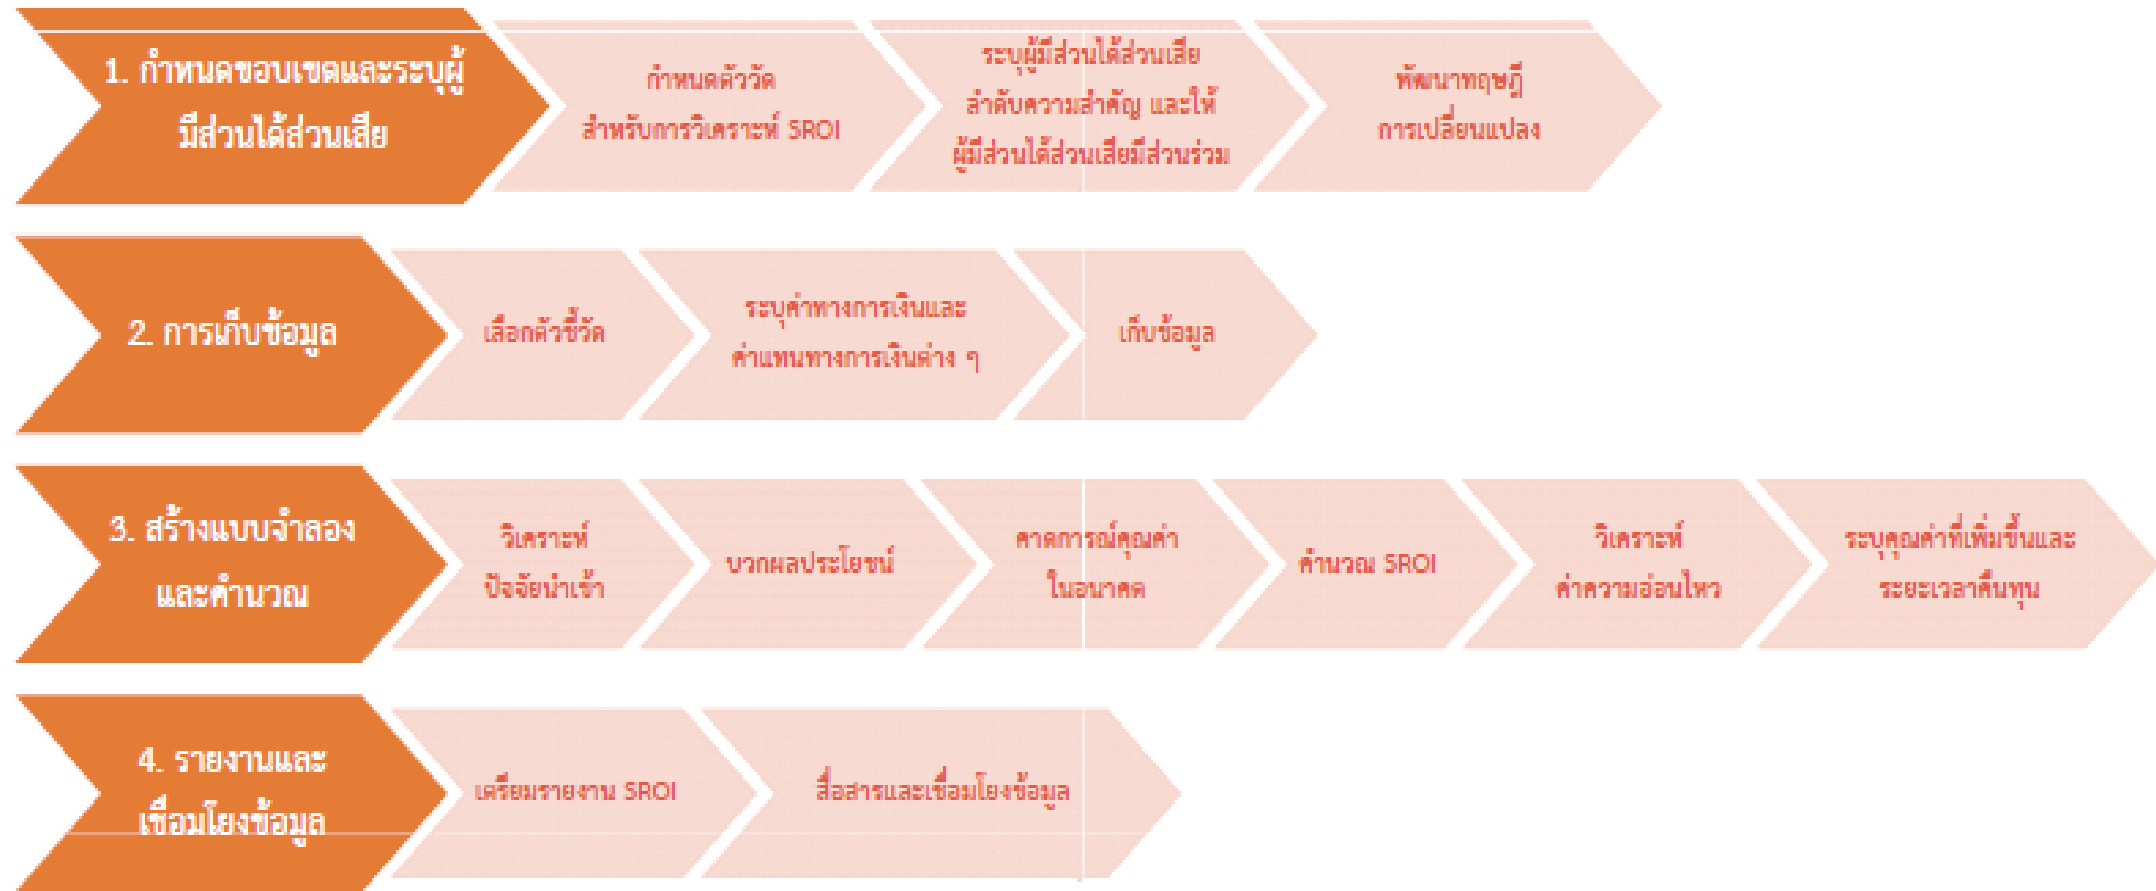 1. กำหนดขอบเขตและระบุผู้
มีส่วนได้ส่วนเสีย
กำหนดตัววัด
สำหรับการวิเคราะห์ SROI
ระบุผู้มีส่วนได้ส่วนเสีย
ลำดับความสำคัญ และให้
ผู้มีส่วนได้ส่วนเสียมีส่วนร่วม
พัฒนาทฤษฎี
การเปลี่ยนแปลง
2. การเก็บข้อมูล
เลือกตัวชี้วัด
ระบุค่าทางการเงินและ
ค่าแทนทางการเงินต่าง ๆ
เก็บข้อมูล
3. สร้างแบบจำลอง
และคำนวณ
วิเคราะห์
ปัจจัยนำเข้า
บวกผลประโยชน์
คาดการณ์คุณค่า
ในอนาคต
คำนวณ SROI
วิเคราะห์
ค่าความอ่อนไหว
ระบุคุณค่าที่เพิ่มขึ้นและ
ระยะเวลาคืนทุน
4. รายงานและ
เชื่อมโยงข้อมูล
เตรียมรายงาน SROI
สื่อสารและเชื่อมโยงข้อมูล